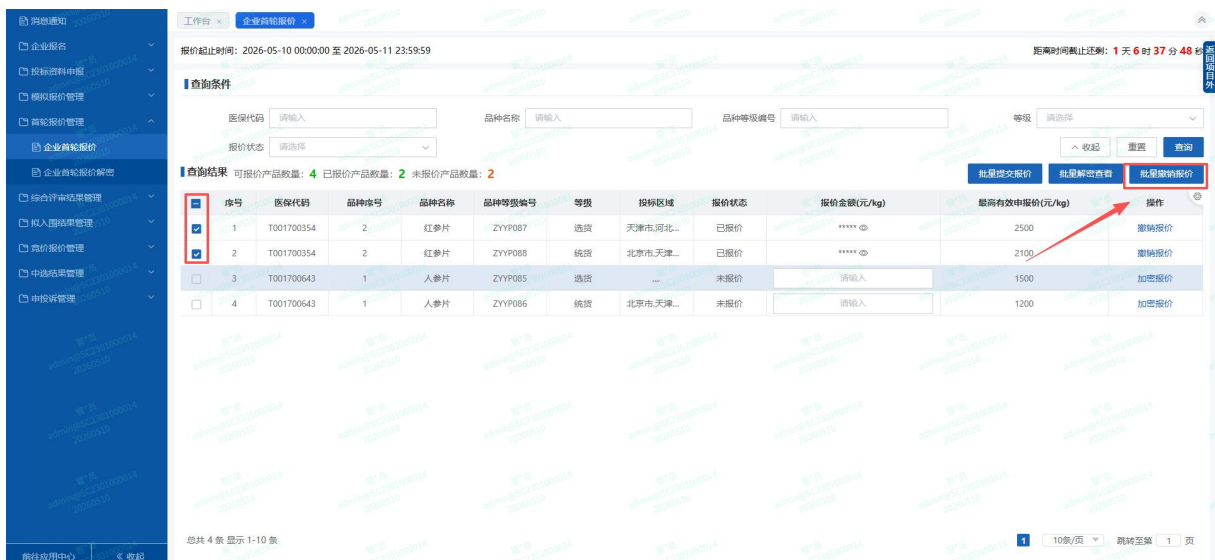 消息通知
企业报名
投标资料申报
模拟报价管理
首轮报价管理
企业首轮报价
企业首轮报价解密
综合评审结果管理
拟入围结果管理
竞价报价管理
中选结果管理
申投诉管理
前往应用中心 《 收起
工作台 × 企业首轮报价 ×
报价起止时间: 2026-05-10 00:00:00 至 2026-05-11 23:59:59 距离时间截止还剩: 1 天 6 时 37 分 48 秒
返回项目外
查询条件
医保代码 请输入 品种名称 请输入 品种等级编号 请输入 等级 请选择
报价状态 请选择 收起 重置 查询
查询结果 可报价产品数量: 4 已报价产品数量: 2 未报价产品数量: 2 批量提交报价 批量解密查看 批量撤销报价
序号 医保代码 品种序号 品种名称 品种等级编号 等级 投标区域 报价状态 报价金额(元/kg) 最高有效申报价(元/kg) 操作
1 T001700354 2 红参片 ZYYP087 选货 天津市,河北... 已报价 ***** 2500 撤销报价
2 T001700354 2 红参片 ZYYP088 统货 北京市,天津... 已报价 ***** 2100 撤销报价
3 T001700643 1 人参片 ZYYP085 选货 ... 未报价 请输入 1500 加密报价
4 T001700643 1 人参片 ZYYP086 统货 北京市,天津... 未报价 请输入 1200 加密报价
总共 4 条 显示 1-10 条 1 10条/页 跳转至第 1 页